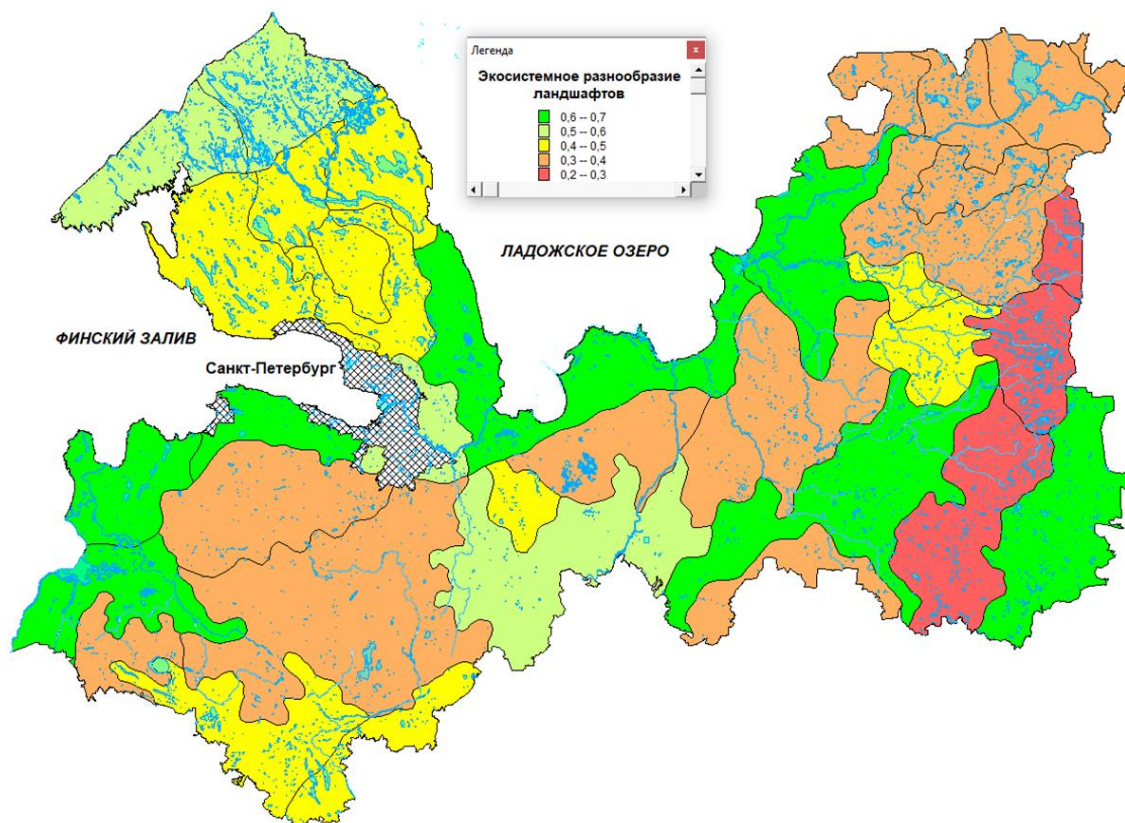 Легенда
x
Экосистемное разнообразие
ландшафтов
0,6 -- 0,7
0,5 -- 0,6
0,4 -- 0,5
0,3 -- 0,4
0,2 -- 0,3
ЛАДОЖСКОЕ ОЗЕРО
ФИНСКИЙ ЗАЛИВ
Санкт-Петербург